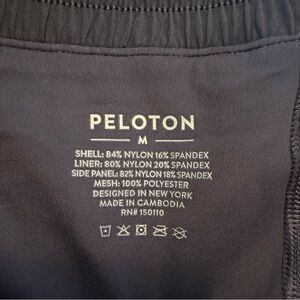 PELOTON
M
SHELL: 84% NYLON 16% SPANDEX
LINER: 80% NYLON 20% SPANDEX
SIDE PANEL: 82% NYLON 18% SPANDEX
MESH: 100% POLYESTER
DESIGNED IN NEW YORK
MADE IN CAMBODIA
RN# 150110